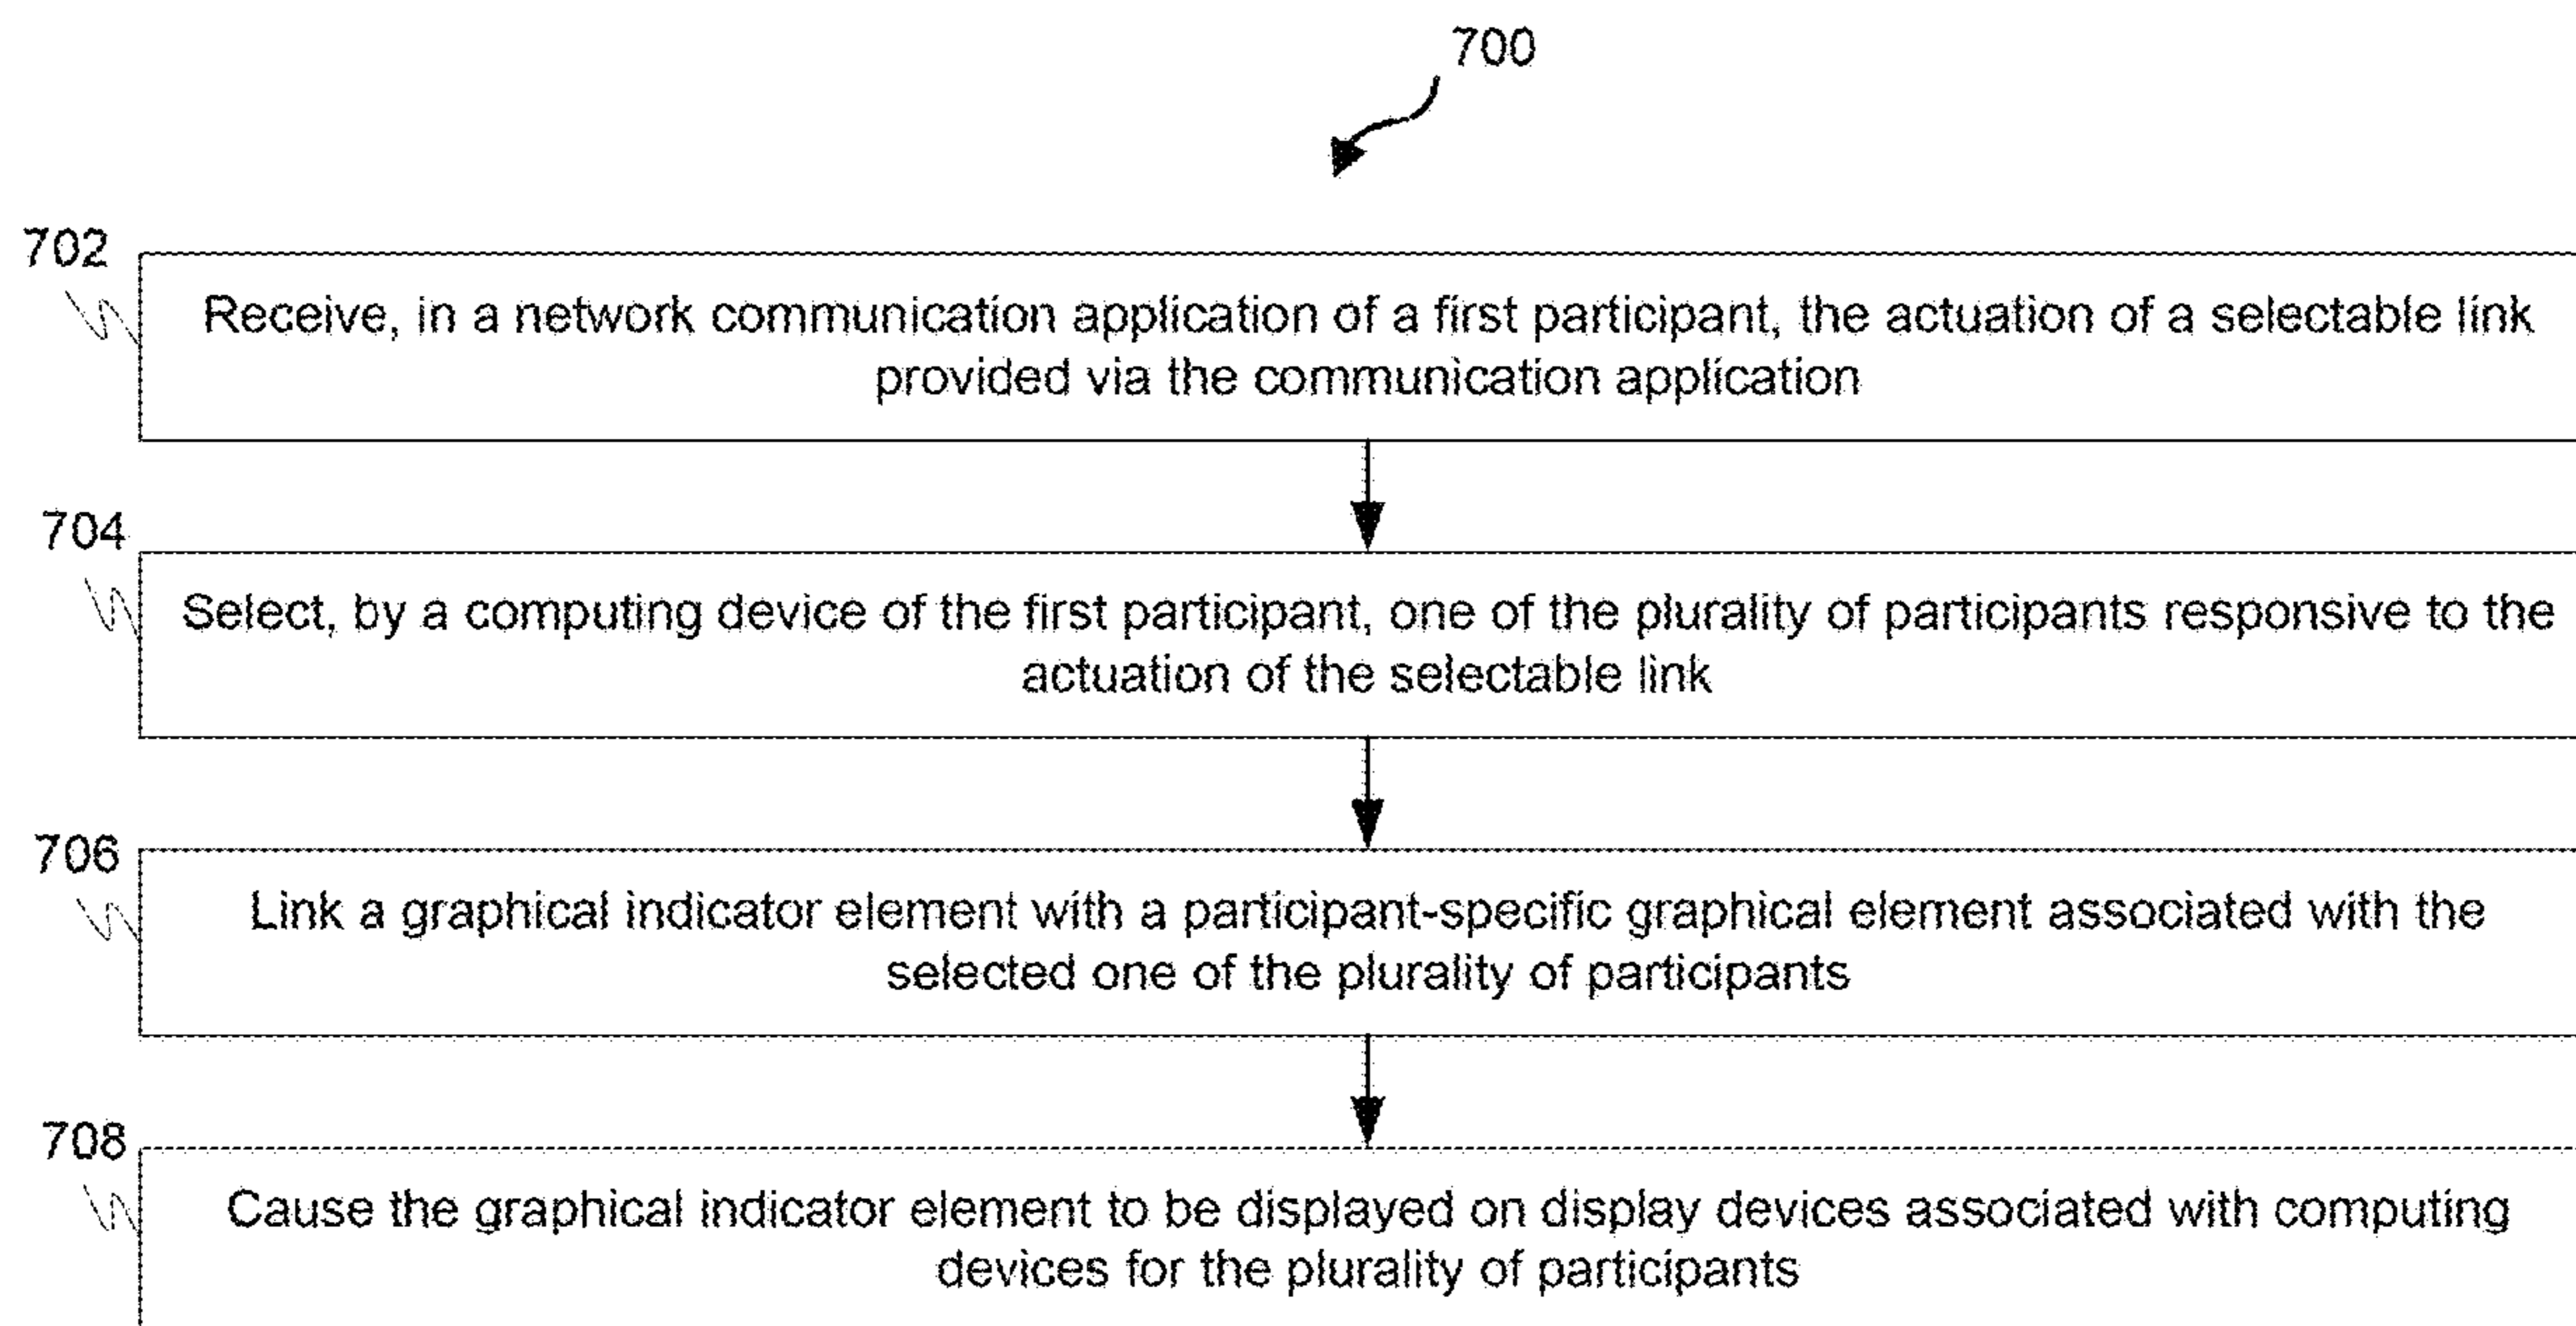 700
702
Receive, in a network communication application of a first participant, the actuation of a selectable link
provided via the communication application
704
Select, by a computing device of the first participant, one of the plurality of participants responsive to the
actuation of the selectable link
706
Link a graphical indicator element with a participant-specific graphical element associated with the
selected one of the plurality of participants
708
Cause the graphical indicator element to be displayed on display devices associated with computing
devices for the plurality of participants